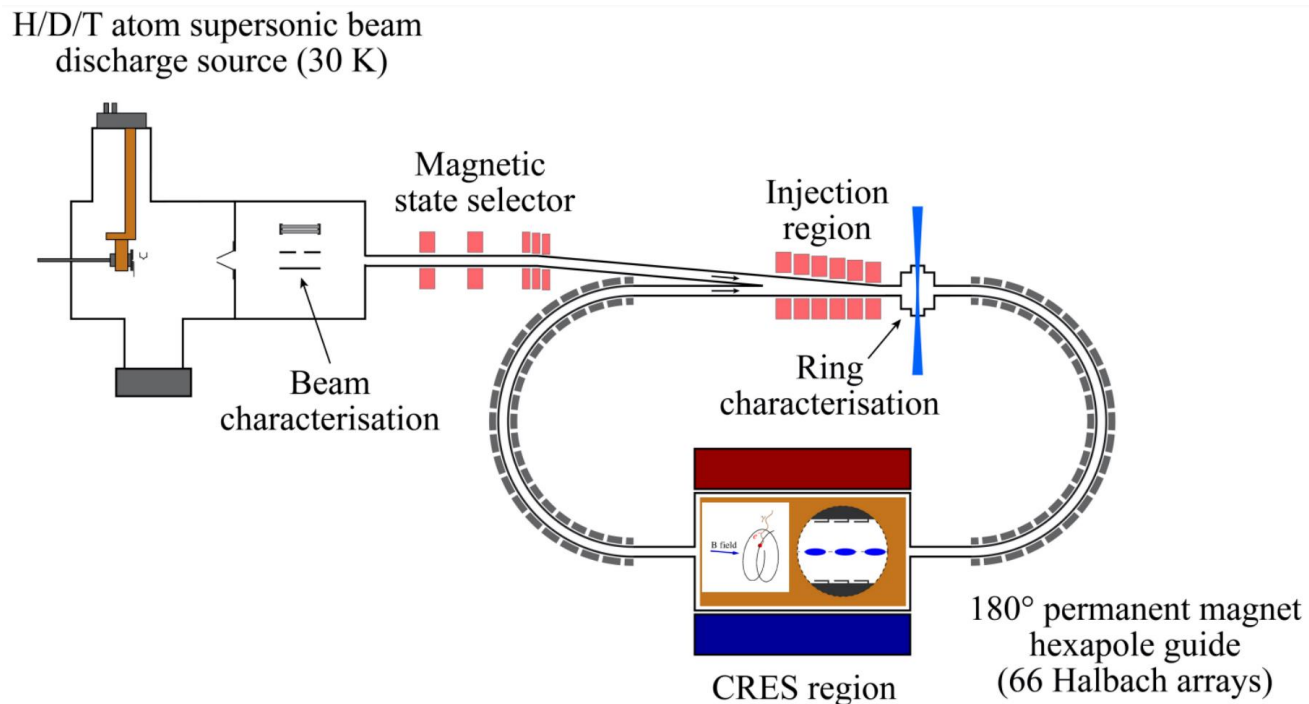 H/D/T atom supersonic beam
discharge source (30 K)
Magnetic
state selector
Injection
region
Beam
characterisation
Ring
characterisation
B field
180° permanent magnet
hexapole guide
(66 Halbach arrays)
CRES region